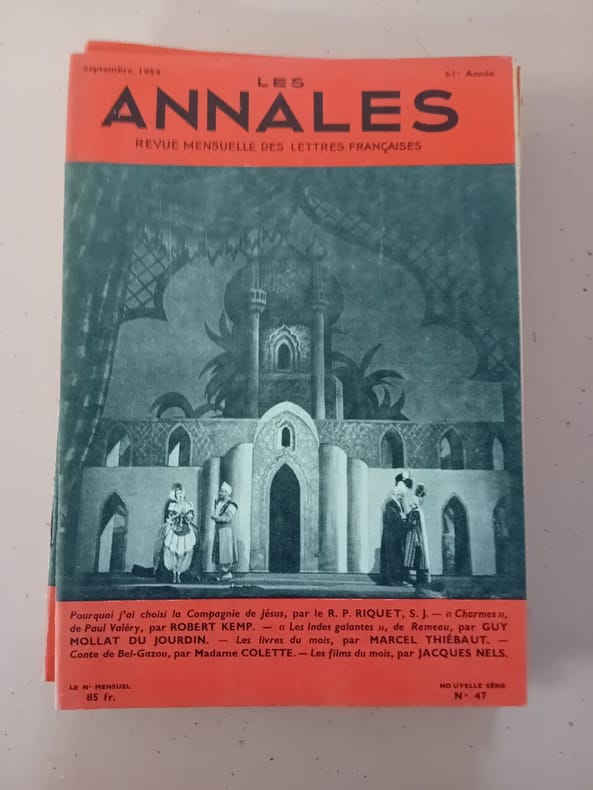 Septembre 1954
61e Année
LES
ANNALES
REVUE MENSUELLE DES LETTRES FRANÇAISES
Pourquoi j'ai choisi la Compagnie de Jésus, par le R. P. RIQUET, S. J. — « Charmes »,
de Paul Valéry, par ROBERT KEMP. — « Les Indes galantes », de Rameau, par GUY
MOLLAT DU JOURDIN. — Les livres du mois, par MARCEL THIÉBAUT. —
Conte de Bel-Gazou, par Madame COLETTE. — Les films du mois, par JACQUES NELS.
LE No MENSUEL
85 fr.
NOUVELLE SÉRIE
No 47